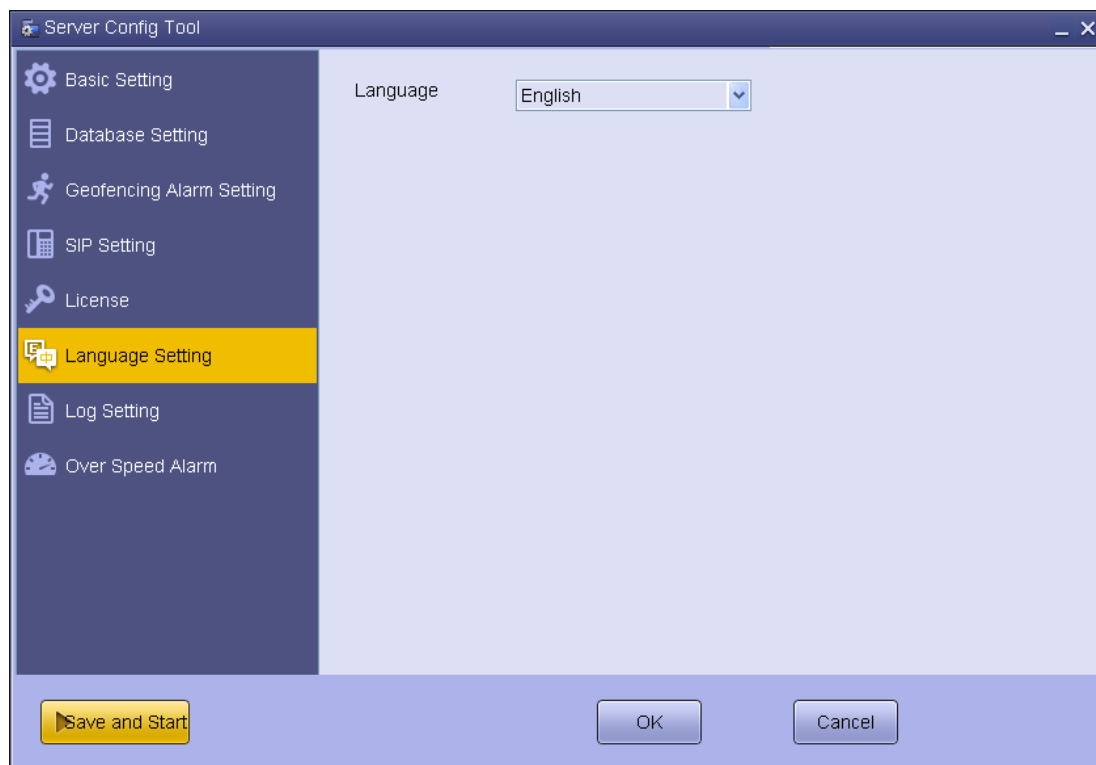 Server Config Tool
Basic Setting
Database Setting
Geofencing Alarm Setting
SIP Setting
License
Language Setting
Log Setting
Over Speed Alarm
Language
English
Save and Start
OK
Cancel